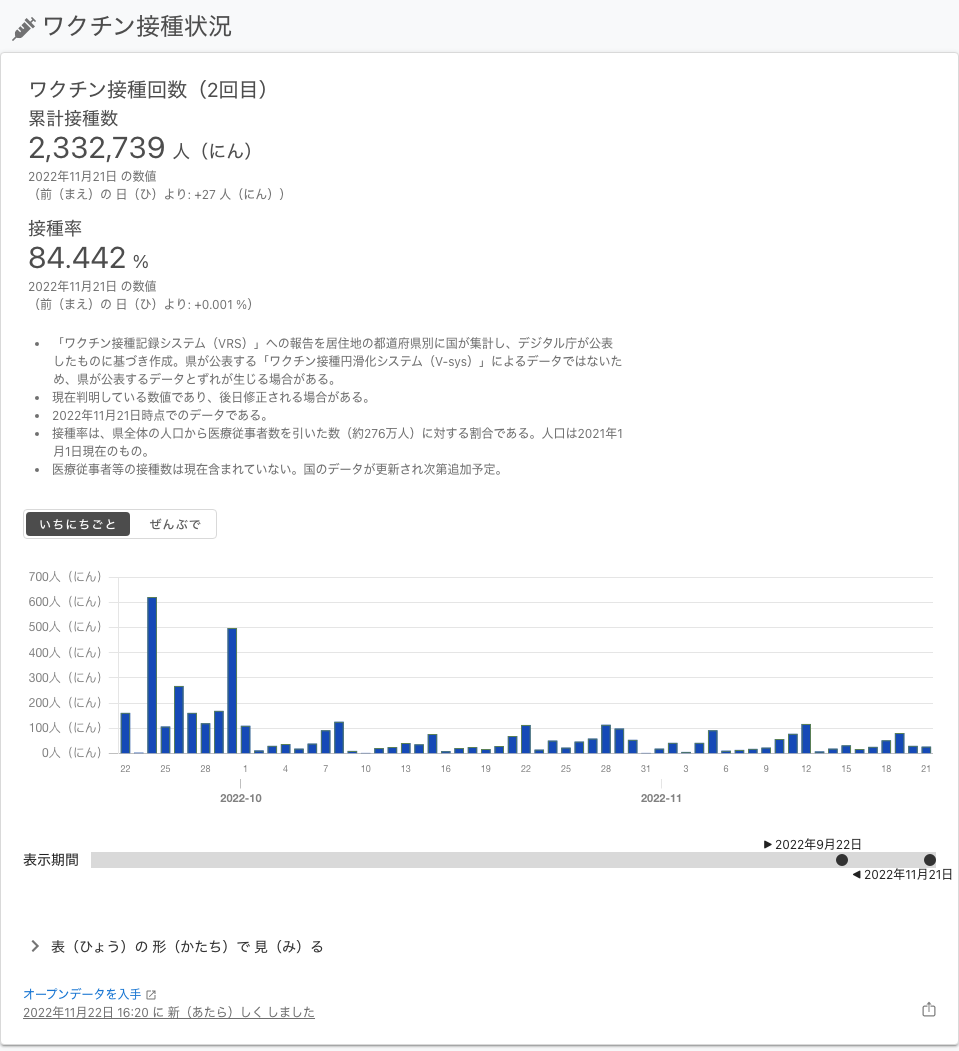 ワクチン接種状況
ワクチン接種回数（2回目）
累計接種数
2,332,739 人（にん）
2022年11月21日 の数値
（前（まえ）の 日（ひ）より: +27 人（にん））
接種率
84.442 %
2022年11月21日 の数値
（前（まえ）の 日（ひ）より: +0.001 %）
• 「ワクチン接種記録システム（VRS）」への報告を居住地の都道府県別に国が集計し、デジタル庁が公表
したものに基づき作成。県が公表する「ワクチン接種円滑化システム（V-sys）」によるデータではないた
め、県が公表するデータとずれが生じる場合がある。
• 現在判明している数値であり、後日修正される場合がある。
• 2022年11月21日時点でのデータである。
• 接種率は、県全体の人口から医療従事者数を引いた数（約276万人）に対する割合である。人口は2021年1
月1日現在のもの。
• 医療従事者等の接種数は現在含まれていない。国のデータが更新され次第追加予定。
いちにちごと ぜんぶで
700人（にん）
600人（にん）
500人（にん）
400人（にん）
300人（にん）
200人（にん）
100人（にん）
0人（にん）
22 25 28 1 4 7 10 13 16 19 22 25 28 31 3 6 9 12 15 18 21
2022-10 2022-11
▶ 2022年9月22日
表示期間
◀ 2022年11月21日
表（ひょう）の 形（かたち）で 見（み）る
オープンデータを入手
2022年11月22日 16:20 に 新（あたら）しく しました